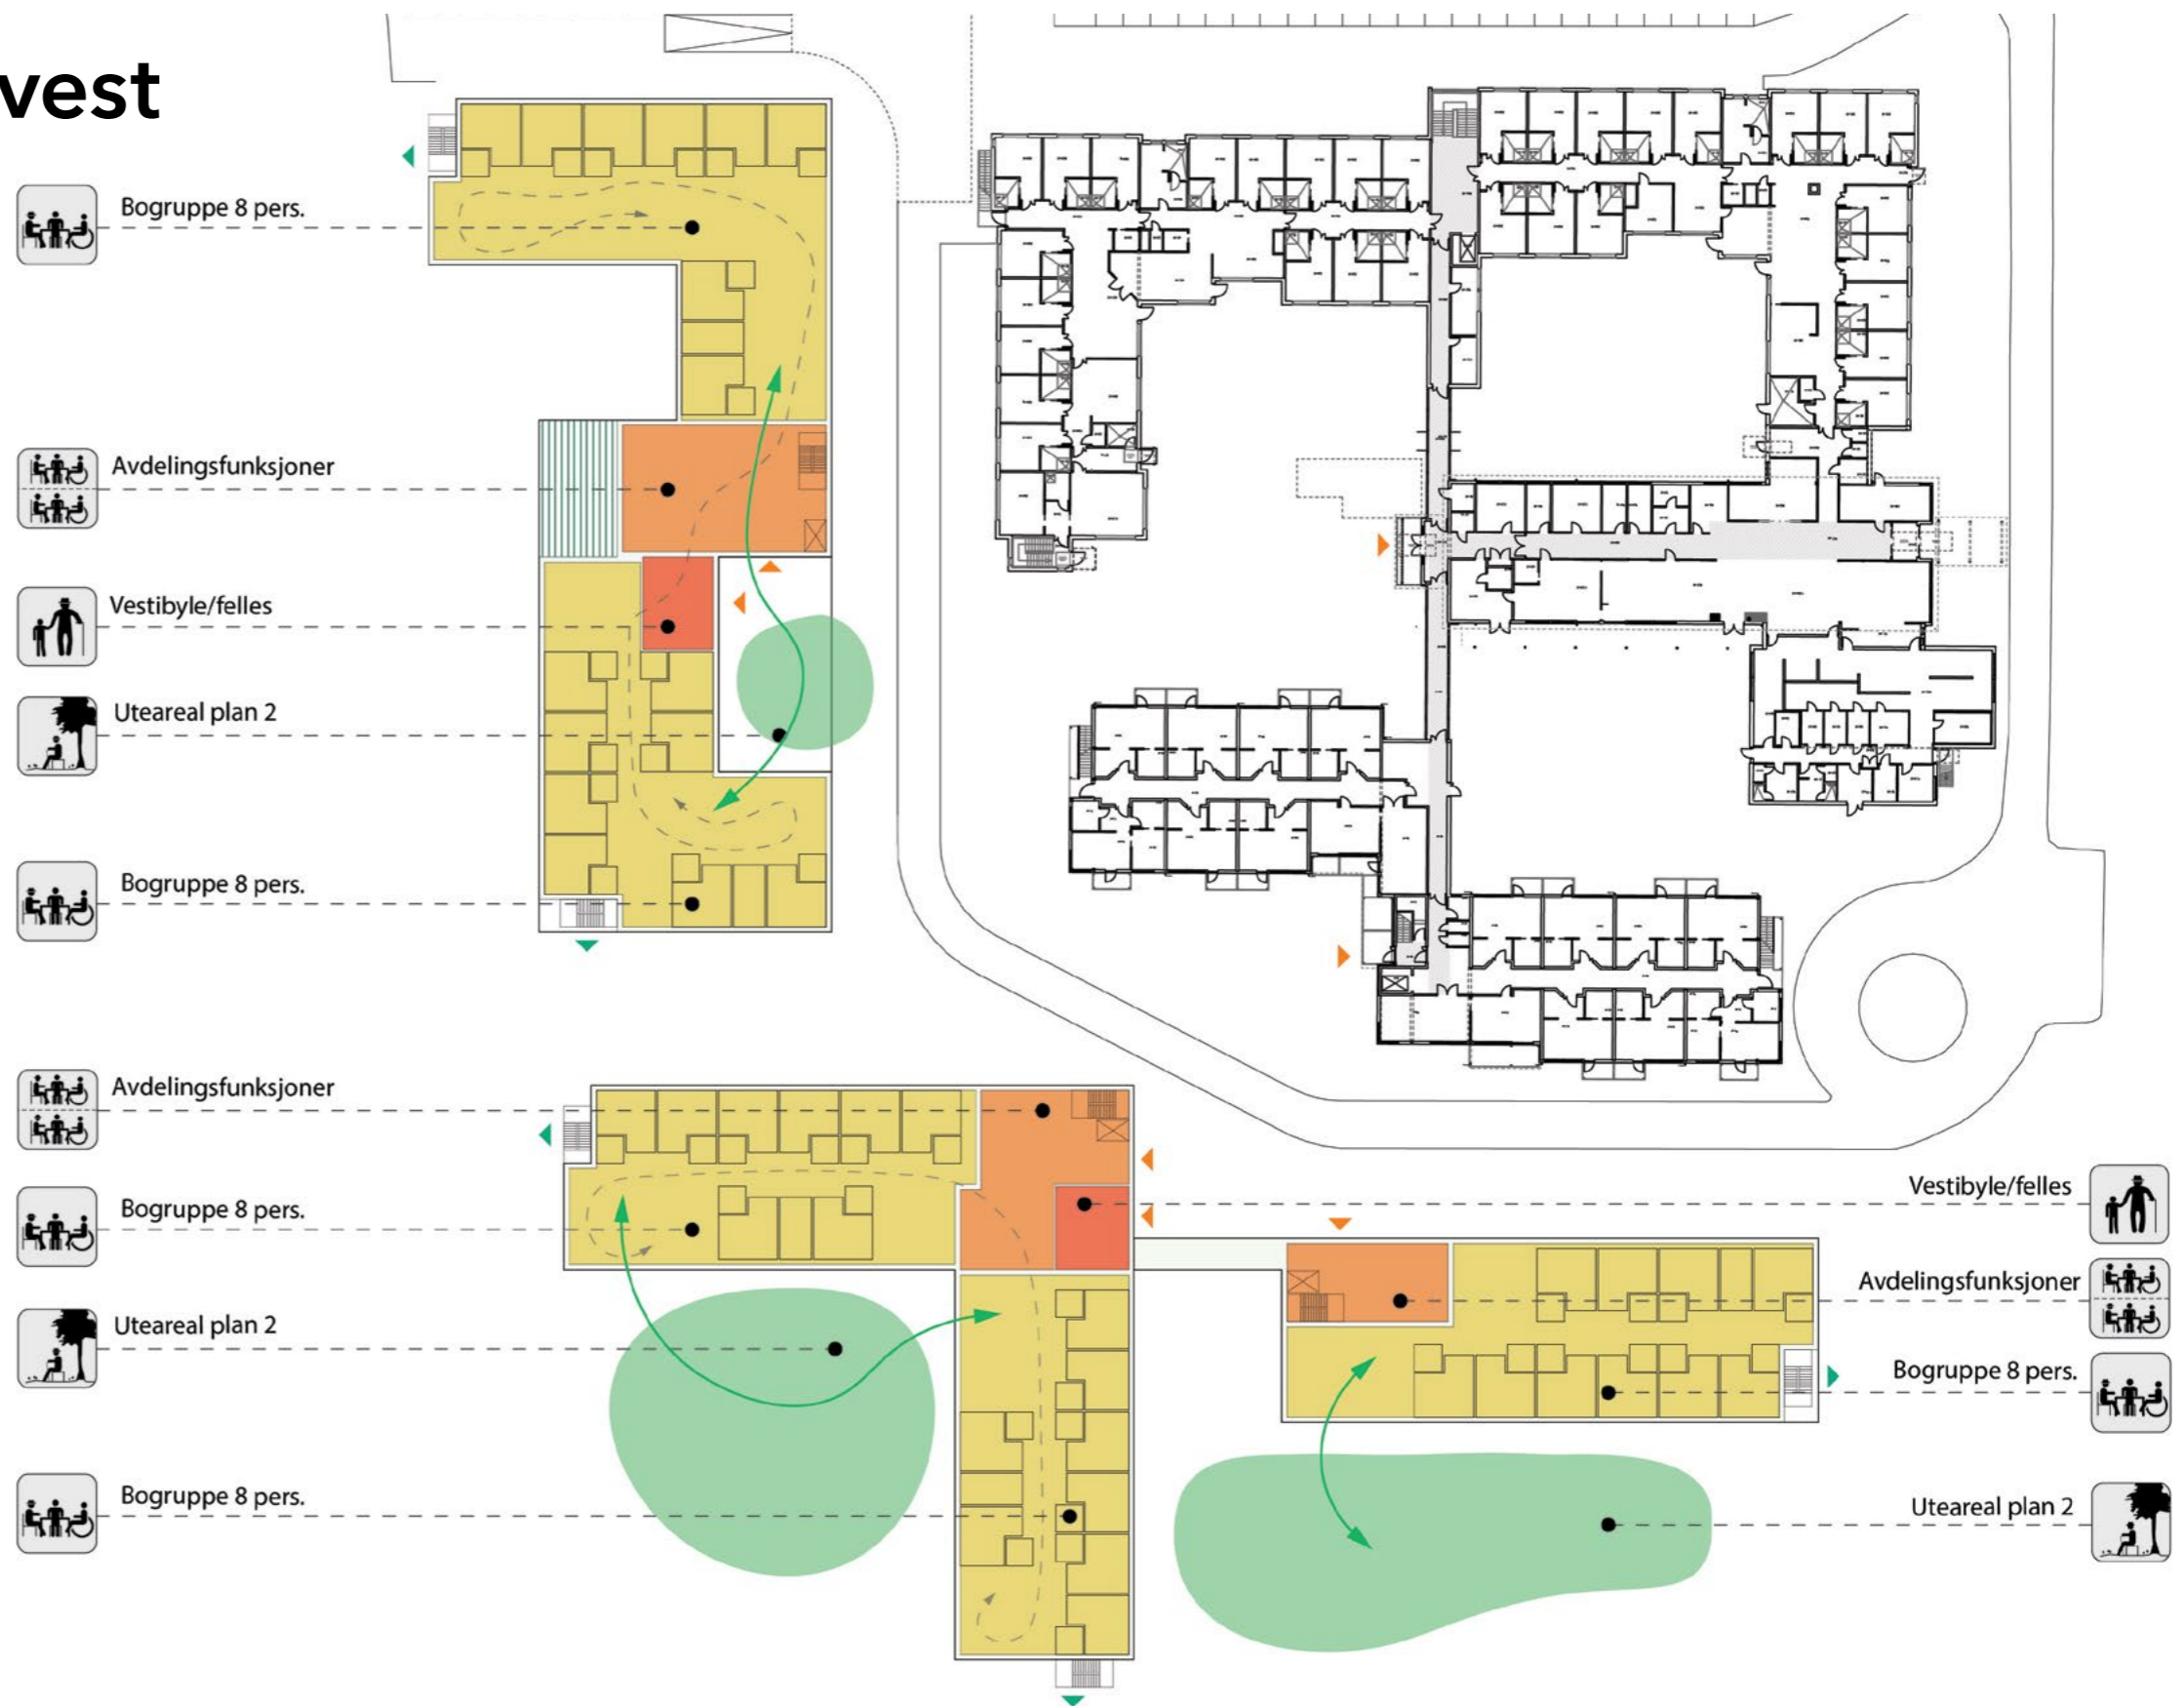 vest
Bogruppe 8 pers.
Avdelingsfunksjoner
Vestibyle/felles
Uteareal plan 2
Bogruppe 8 pers.
Avdelingsfunksjoner
Bogruppe 8 pers.
Uteareal plan 2
Bogruppe 8 pers.
Vestibyle/felles
Avdelingsfunksjoner
Bogruppe 8 pers.
Uteareal plan 2